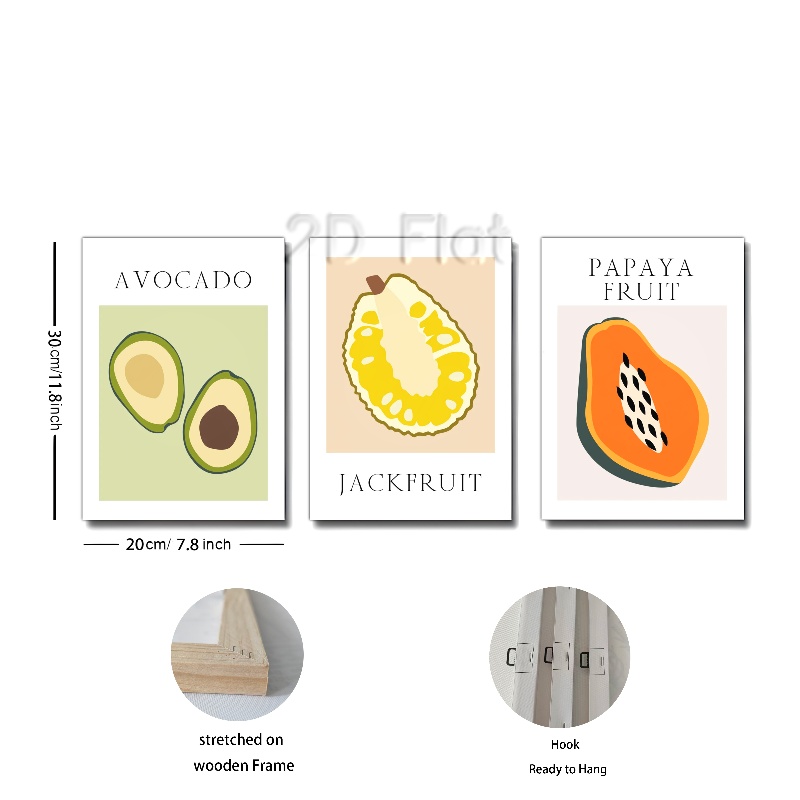 2D Flat
AVOCADO
JACKFRUIT
PAPAYA
FRUIT
30cm/11.8inch
20cm/ 7.8 inch
stretched on
wooden Frame
Hook
Ready to Hang